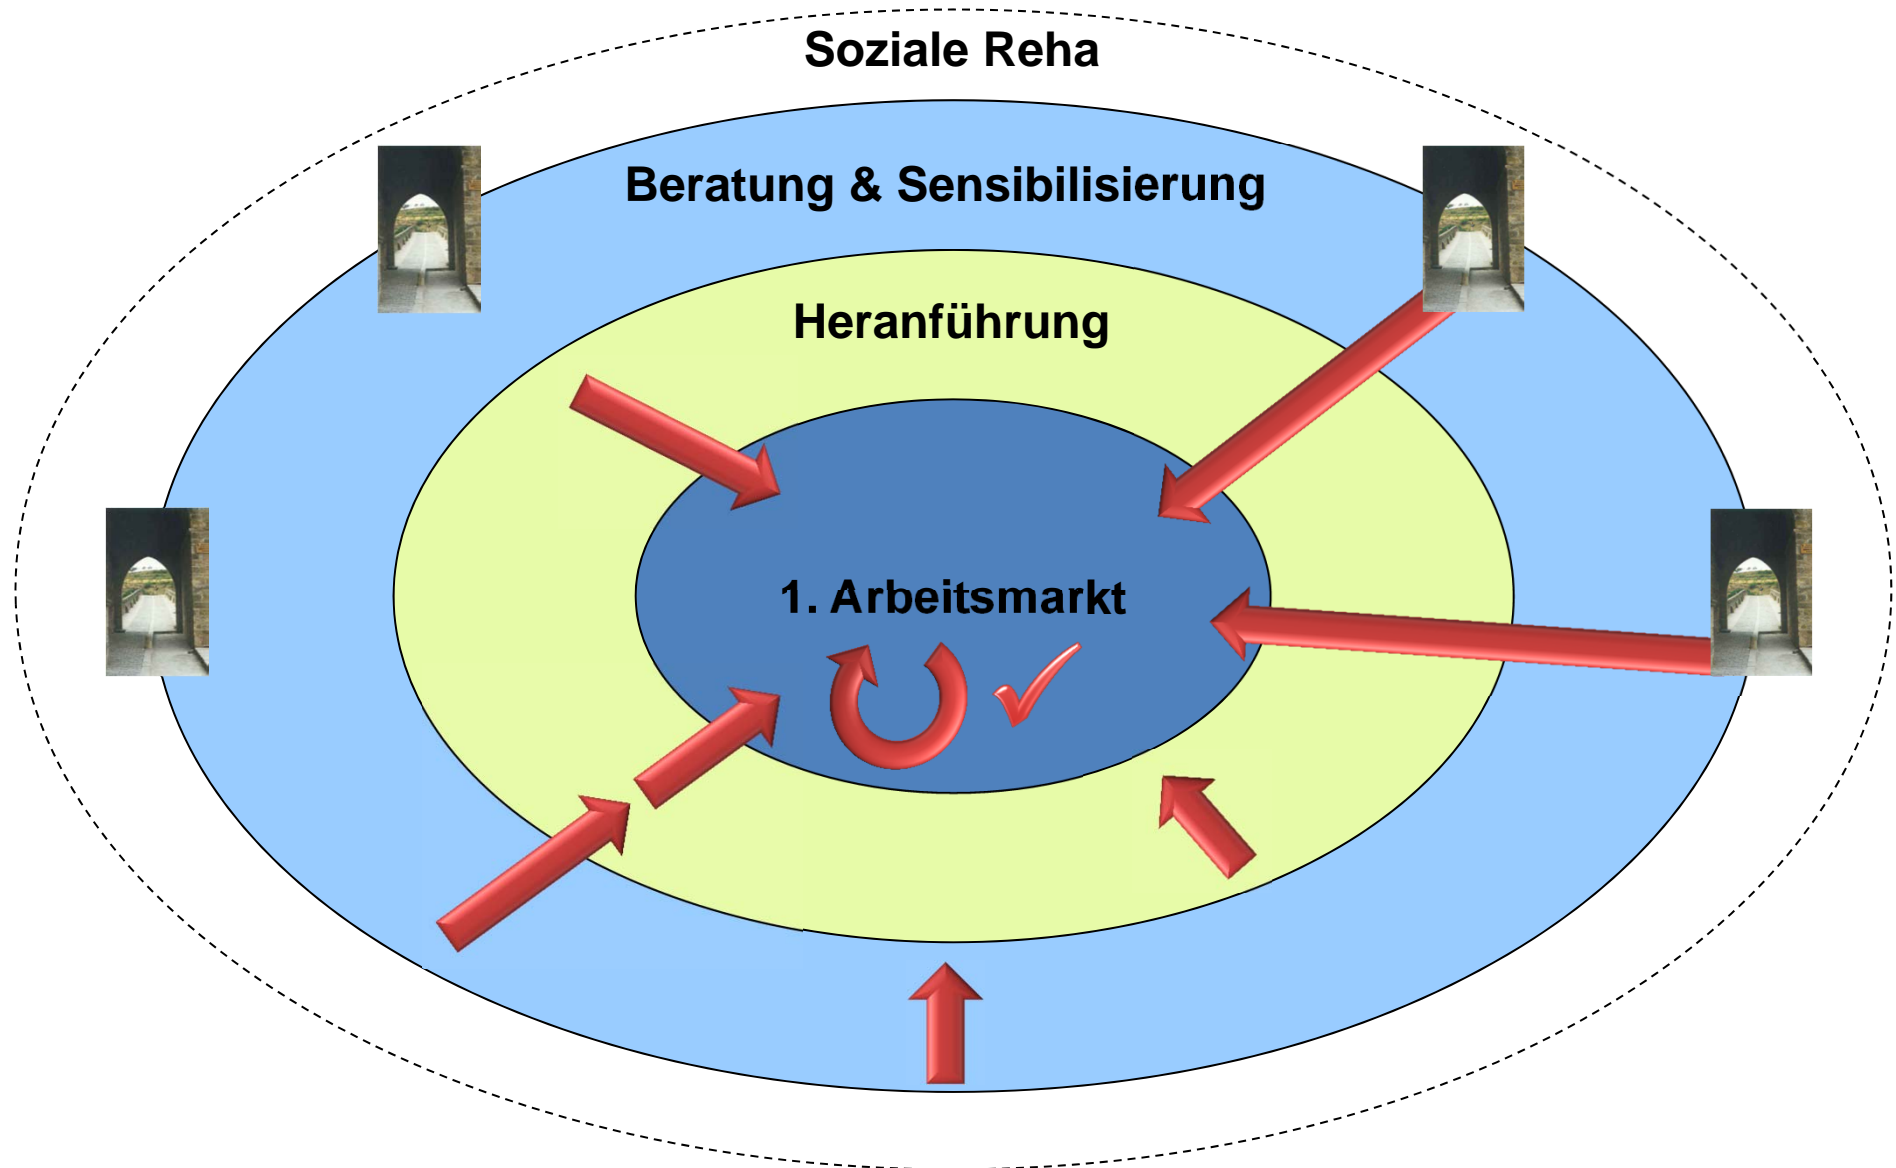 Soziale Reha
Beratung & Sensibilisierung
Heranführung
1. Arbeitsmarkt